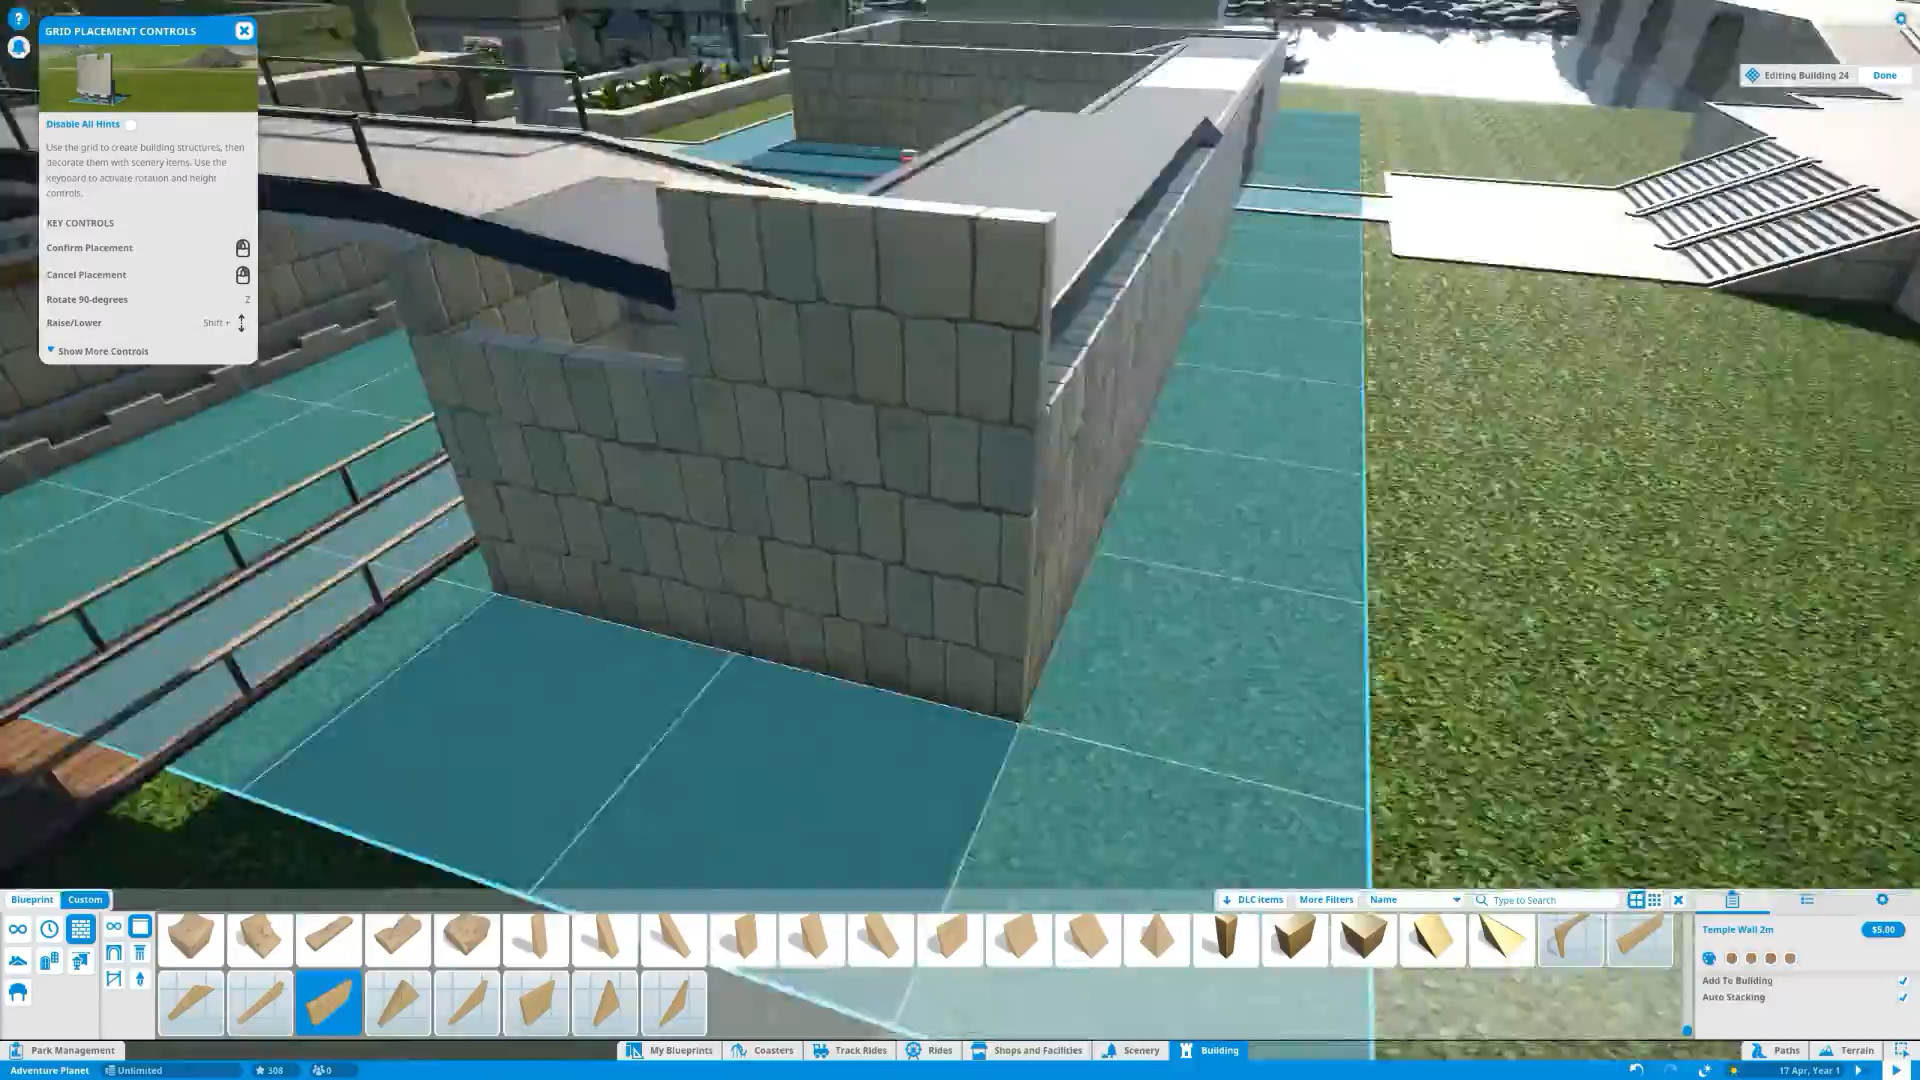 GRID PLACEMENT CONTROLS
Disable All Hints
Use the grid to create building structures, then
decorate them with scenery items. Use the
keyboard to activate rotation and height
controls.
KEY CONTROLS
Confirm Placement
Cancel Placement
Rotate 90-degrees Z
Raise/Lower Shift +
Show More Controls
Editing Building 24 Done
Blueprint Custom
DLC items More Filters Name Type to Search
Temple Wall 2m $5.00
Add To Building
Auto Stacking
Park Management My Blueprints Coasters Track Rides Rides Shops and Facilities Scenery Building Paths Terrain
Adventure Planet Unlimited 308 0 17 Apr, Year 1